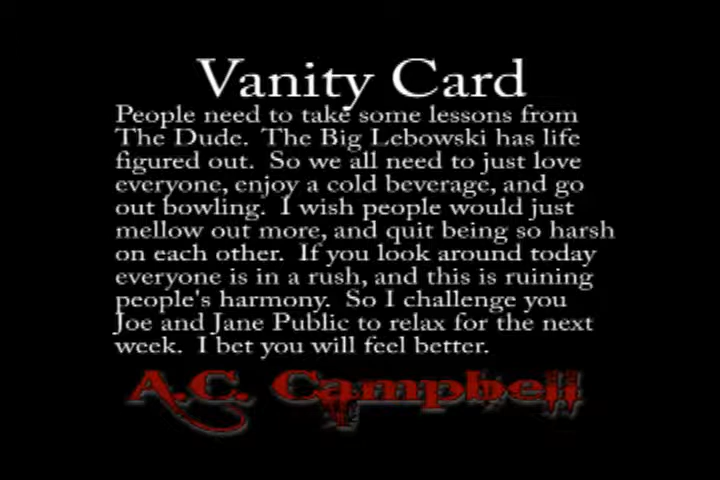 Vanity Card
People need to take some lessons from
The Dude.  The Big Lebowski has life
figured out.  So we all need to just love
everyone, enjoy a cold beverage, and go
out bowling.  I wish people would just
mellow out more, and quit being so harsh
on each other.  If you look around today
everyone is in a rush, and this is ruining
people's harmony.  So I challenge you
Joe and Jane Public to relax for the next
week.  I bet you will feel better.
A.C. Campbell